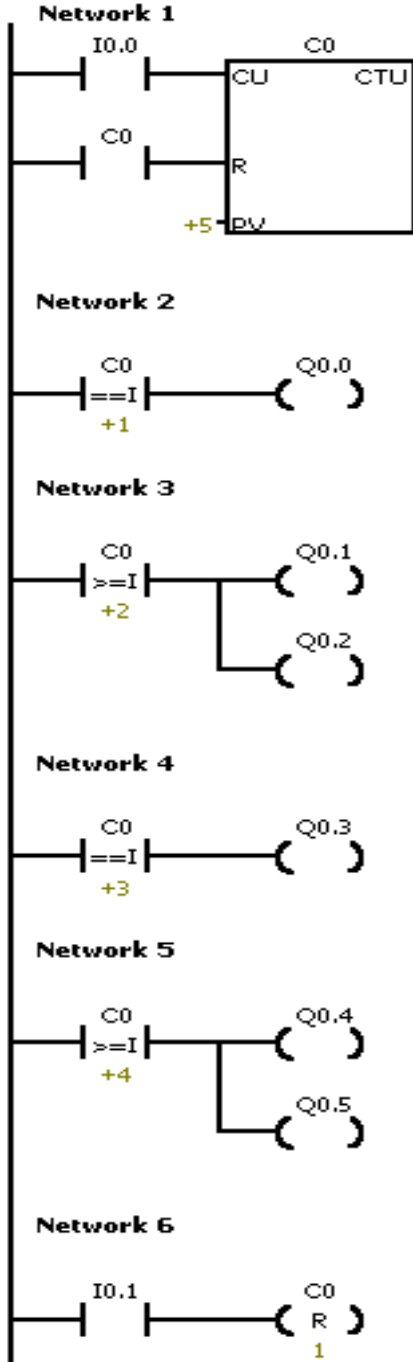 Network 1
I0.0 C0
CU CTU
C0
R
+5 PV
Network 2
C0 Q0.0
==I
+1
Network 3
C0 Q0.1
>=I
+2
Q0.2
Network 4
C0 Q0.3
==I
+3
Network 5
C0 Q0.4
>=I
+4
Q0.5
Network 6
I0.1 C0
R
1